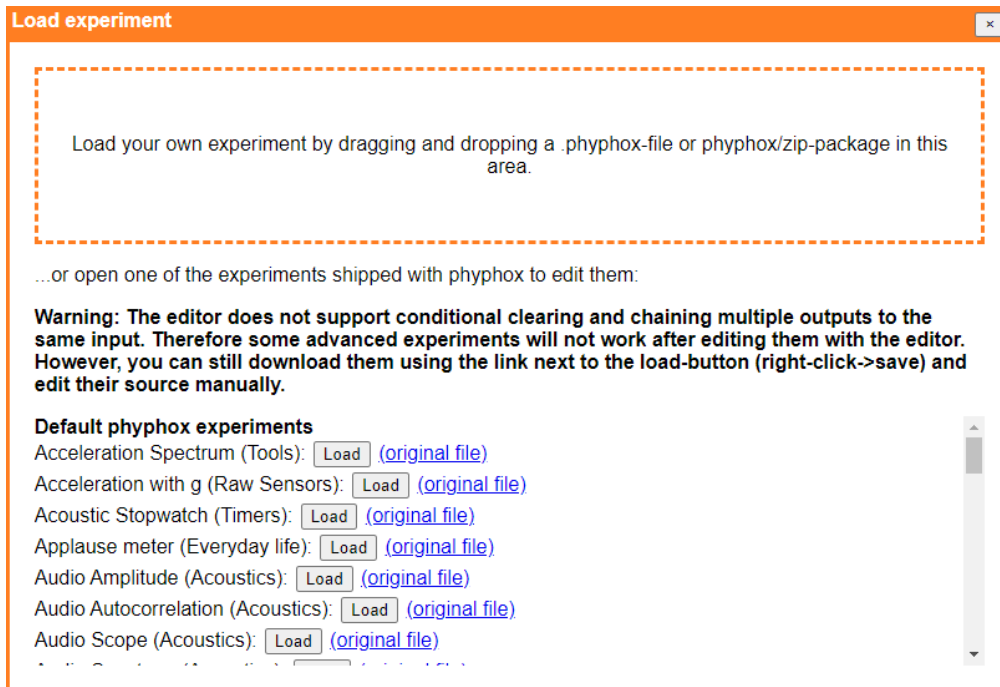 Load experiment
×
Load your own experiment by dragging and dropping a .phyphox-file or phyphox/zip-package in this
area.
...or open one of the experiments shipped with phyphox to edit them:
Warning: The editor does not support conditional clearing and chaining multiple outputs to the
same input. Therefore some advanced experiments will not work after editing them with the editor.
However, you can still download them using the link next to the load-button (right-click->save) and
edit their source manually.
Default phyphox experiments
Acceleration Spectrum (Tools): Load (original file)
Acceleration with g (Raw Sensors): Load (original file)
Acoustic Stopwatch (Timers): Load (original file)
Applause meter (Everyday life): Load (original file)
Audio Amplitude (Acoustics): Load (original file)
Audio Autocorrelation (Acoustics): Load (original file)
Audio Scope (Acoustics): Load (original file)